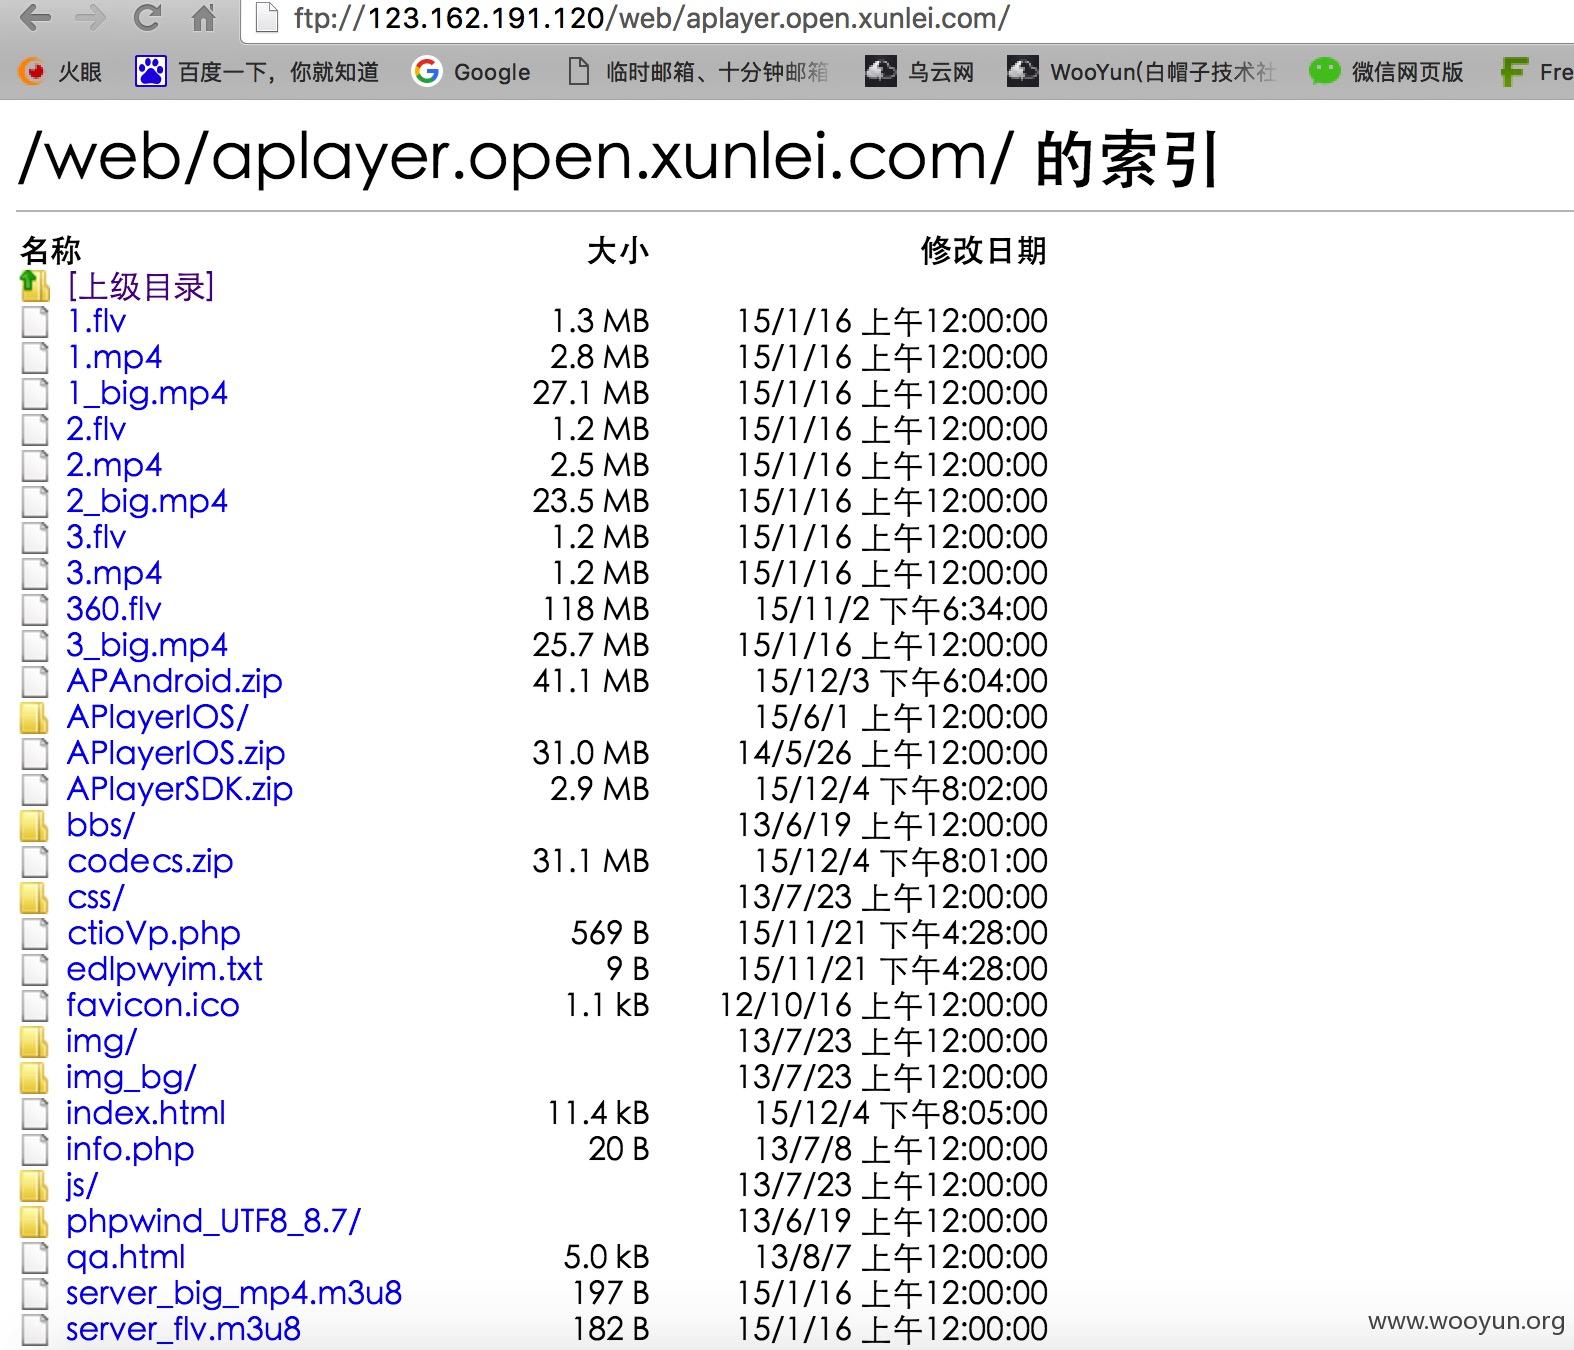 ftp://123.162.191.120/web/aplayer.open.xunlei.com/
火眼 百度一下，你就知道 Google 临时邮箱、十分钟邮箱 乌云网 WooYun(白帽子技术社 微信网页版 Fre
/web/aplayer.open.xunlei.com/ 的索引
名称 大小 修改日期
[上级目录]
1.flv 1.3 MB 15/1/16 上午12:00:00
1.mp4 2.8 MB 15/1/16 上午12:00:00
1_big.mp4 27.1 MB 15/1/16 上午12:00:00
2.flv 1.2 MB 15/1/16 上午12:00:00
2.mp4 2.5 MB 15/1/16 上午12:00:00
2_big.mp4 23.5 MB 15/1/16 上午12:00:00
3.flv 1.2 MB 15/1/16 上午12:00:00
3.mp4 1.2 MB 15/1/16 上午12:00:00
360.flv 118 MB 15/11/2 下午6:34:00
3_big.mp4 25.7 MB 15/1/16 上午12:00:00
APAndroid.zip 41.1 MB 15/12/3 下午6:04:00
APlayerIOS/ 15/6/1 上午12:00:00
APlayerIOS.zip 31.0 MB 14/5/26 上午12:00:00
APlayerSDK.zip 2.9 MB 15/12/4 下午8:02:00
bbs/ 13/6/19 上午12:00:00
codecs.zip 31.1 MB 15/12/4 下午8:01:00
css/ 13/7/23 上午12:00:00
ctioVp.php 569 B 15/11/21 下午4:28:00
edlpwyim.txt 9 B 15/11/21 下午4:28:00
favicon.ico 1.1 kB 12/10/16 上午12:00:00
img/ 13/7/23 上午12:00:00
img_bg/ 13/7/23 上午12:00:00
index.html 11.4 kB 15/12/4 下午8:05:00
info.php 20 B 13/7/8 上午12:00:00
js/ 13/7/23 上午12:00:00
phpwind_UTF8_8.7/ 13/6/19 上午12:00:00
qa.html 5.0 kB 13/8/7 上午12:00:00
server_big_mp4.m3u8 197 B 15/1/16 上午12:00:00
server_flv.m3u8 182 B 15/1/16 上午12:00:00
www.wooyun.org